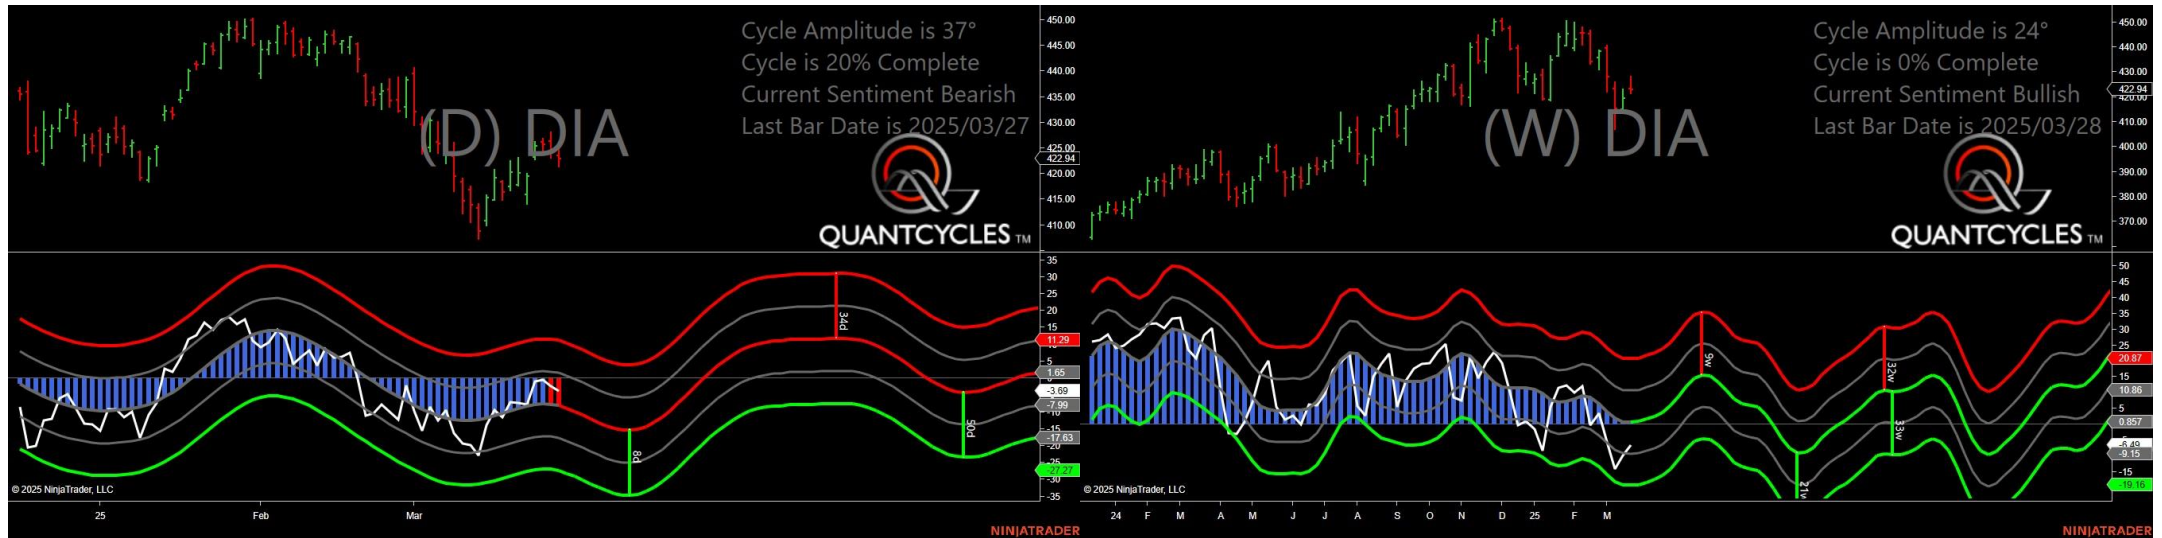 Cycle Amplitude is 37°
Cycle is 20% Complete
Current Sentiment Bearish
Last Bar Date is 2025/03/27
(D) DIA
QUANTCYCLES TM
450.00
445.00
440.00
435.00
430.00
425.00
422.94
420.00
415.00
410.00
35
30
25
20
15
11.29
10
5
1.65
-3.69
-7.99
-10
-15
-17.63
-20
-25
-27.27
-30
-35
34d
8d
50d
© 2025 NinjaTrader, LLC
25
Feb
Mar
NINJATRADER
Cycle Amplitude is 24°
Cycle is 0% Complete
Current Sentiment Bullish
Last Bar Date is 2025/03/28
(W) DIA
QUANTCYCLES TM
450.00
440.00
430.00
422.94
420.00
410.00
400.00
390.00
380.00
370.00
50
45
40
35
30
25
20.87
15
10.86
5
0.857
-6.49
-9.15
-15
-19.16
9w
32w
33w
21w
© 2025 NinjaTrader, LLC
24 F M A M J J A S O N D 25 F M
NINJATRADER